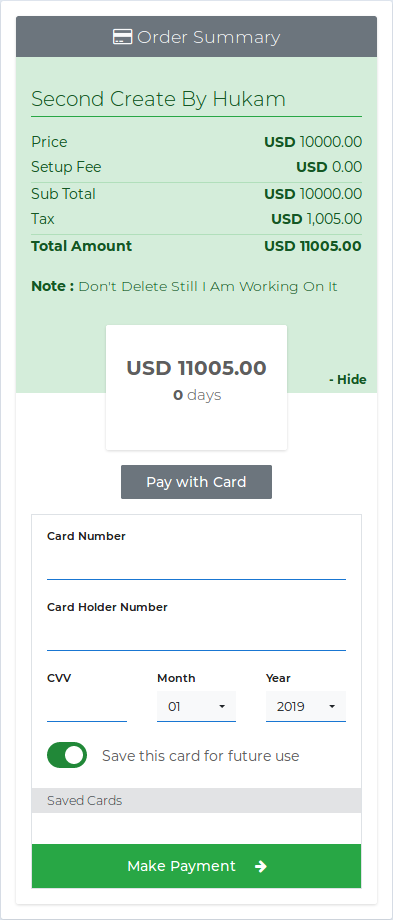 Order Summary
Second Create By Hukam
Price USD 10000.00
Setup Fee USD 0.00
Sub Total USD 10000.00
Tax USD 1,005.00
Total Amount USD 11005.00
Note : Don't Delete Still I Am Working On It
USD 11005.00
0 days
- Hide
Pay with Card
Card Number
Card Holder Number
CVV Month Year
01 2019
Save this card for future use
Saved Cards
Make Payment